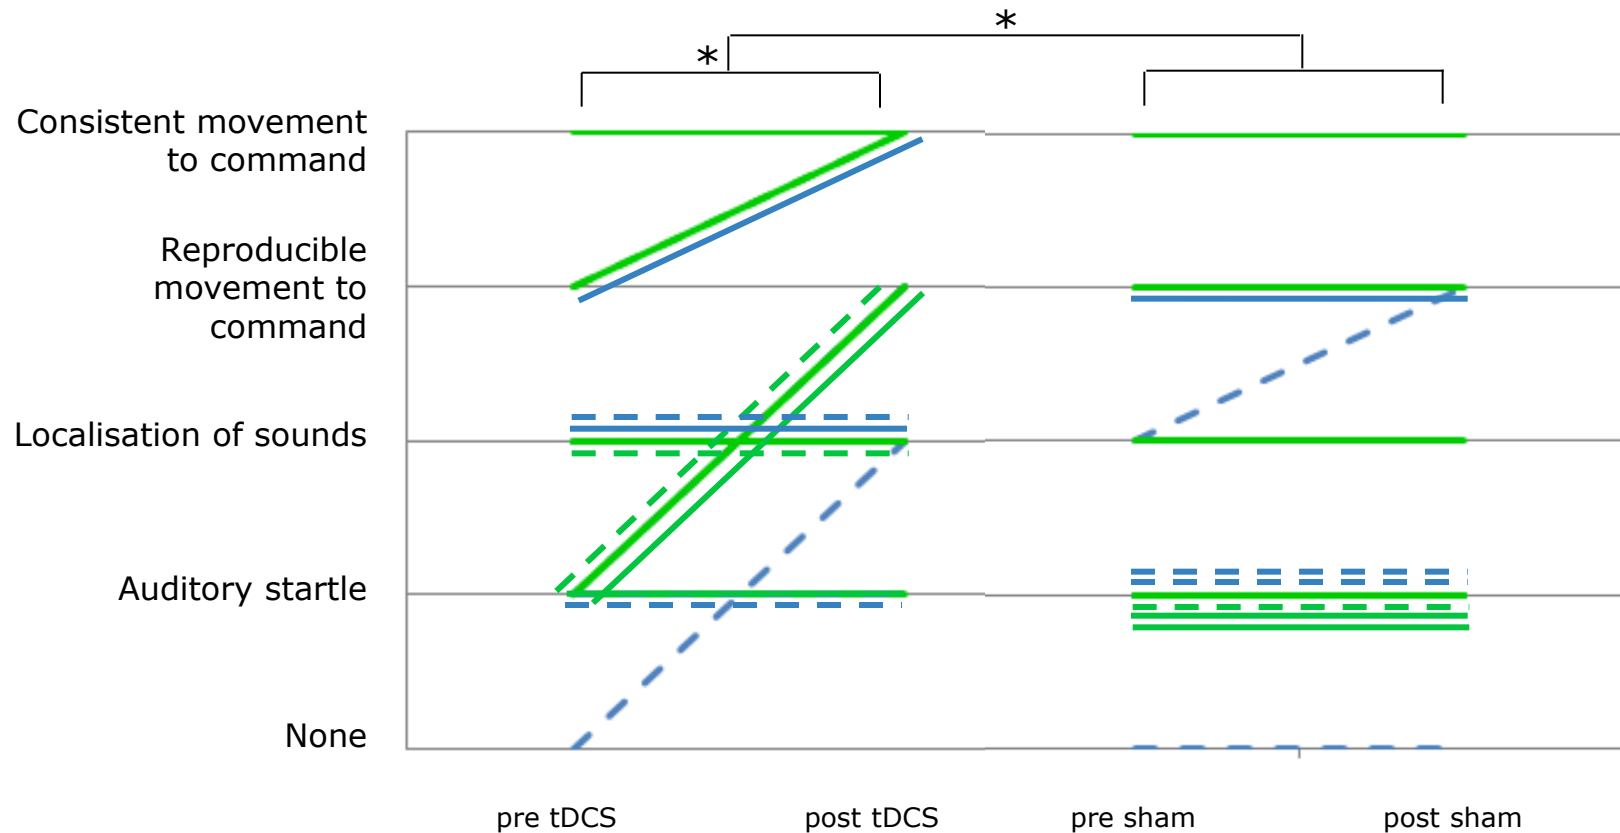 *
*
Consistent movement
to command
Reproducible
movement to
command
Localisation of sounds
Auditory startle
None
pre tDCS
post tDCS
pre sham
post sham